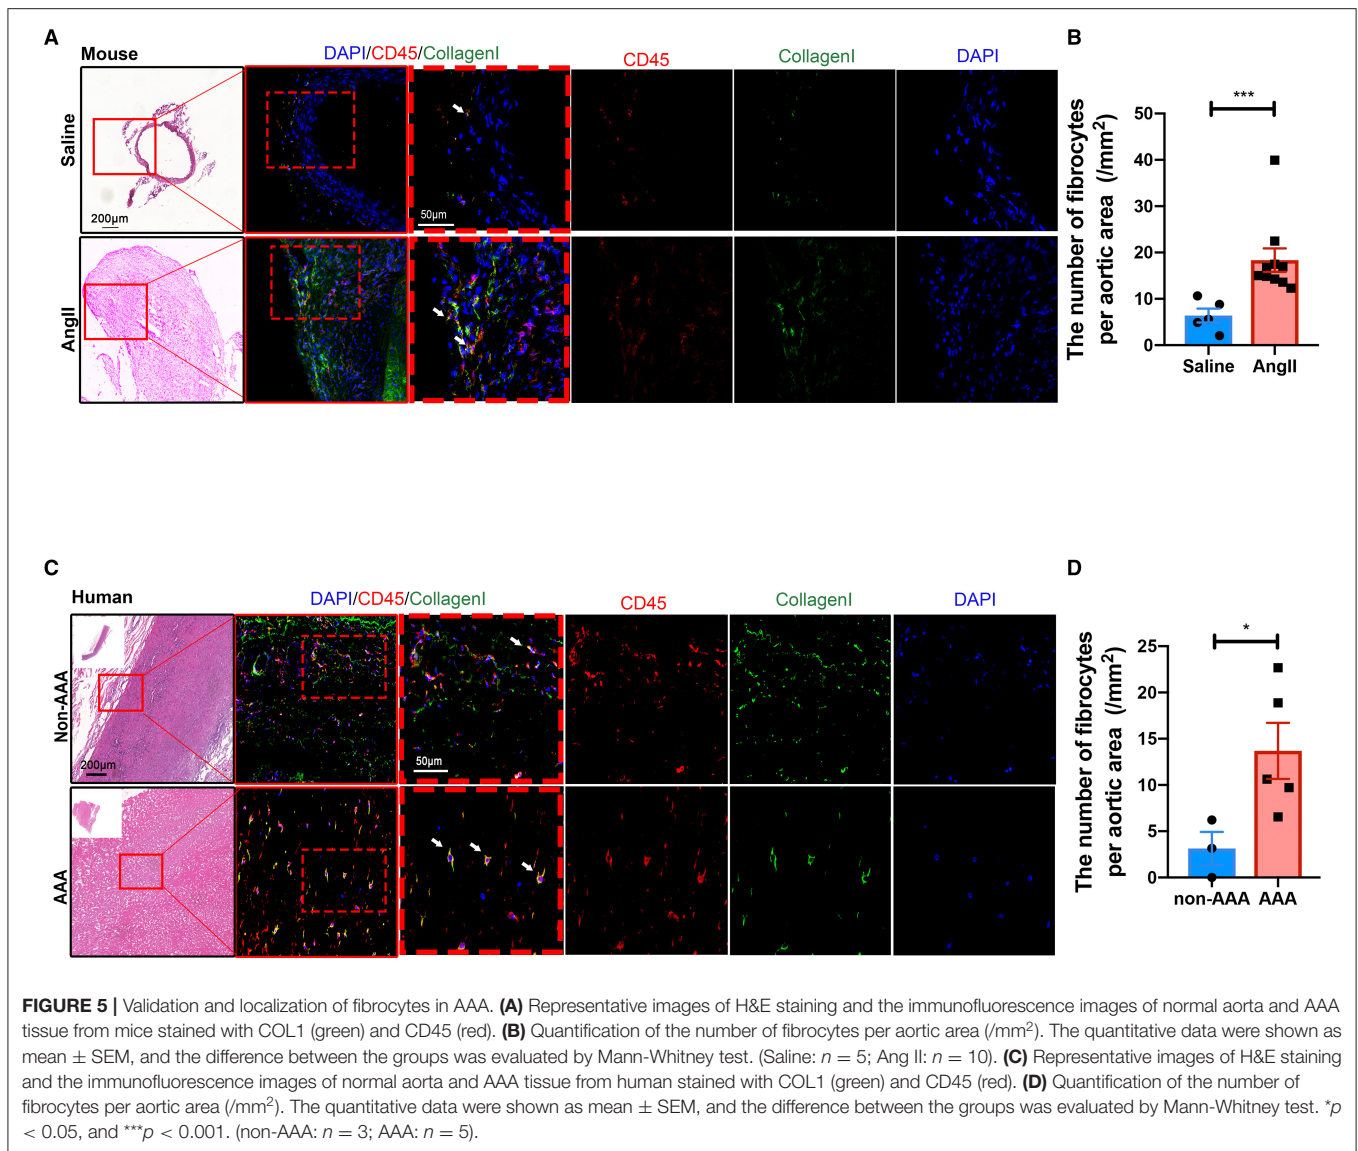 A
Mouse
DAPI/CD45/CollagenI
CD45
CollagenI
DAPI
Saline
200µm
50µm
AngII
B
The number of fibrocytes
per aortic area (/mm²)
***
50
40
30
20
10
0
Saline AngII
C
Human
DAPI/CD45/CollagenI
CD45
CollagenI
DAPI
Non-AAA
200µm
50µm
AAA
D
The number of fibrocytes
per aortic area (/mm²)
*
25
20
15
10
5
0
non-AAA AAA
FIGURE 5 | Validation and localization of fibrocytes in AAA. (A) Representative images of H&E staining and the immunofluorescence images of normal aorta and AAA
tissue from mice stained with COL1 (green) and CD45 (red). (B) Quantification of the number of fibrocytes per aortic area (/mm²). The quantitative data were shown as
mean ± SEM, and the difference between the groups was evaluated by Mann-Whitney test. (Saline: n = 5; Ang II: n = 10). (C) Representative images of H&E staining
and the immunofluorescence images of normal aorta and AAA tissue from human stained with COL1 (green) and CD45 (red). (D) Quantification of the number of
fibrocytes per aortic area (/mm²). The quantitative data were shown as mean ± SEM, and the difference between the groups was evaluated by Mann-Whitney test. *p
< 0.05, and ***p < 0.001. (non-AAA: n = 3; AAA: n = 5).